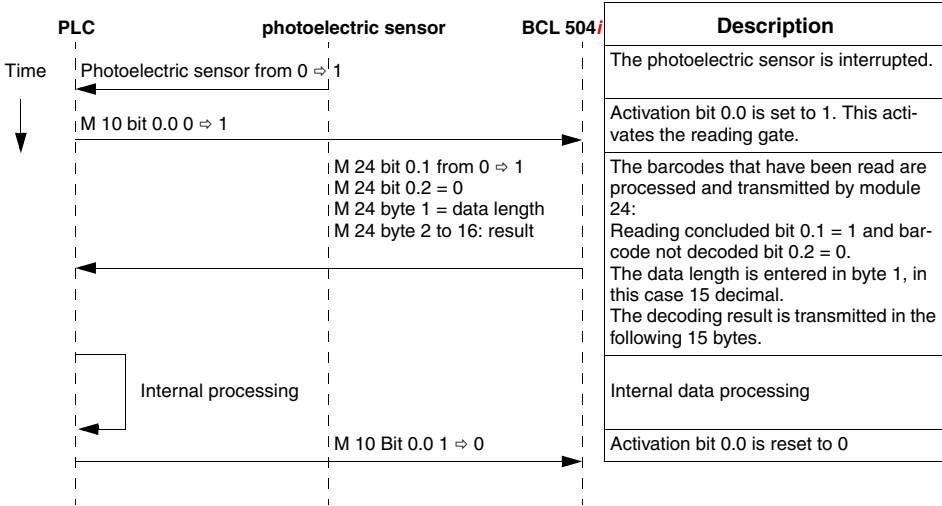 PLC photoelectric sensor BCL 504i Description
Time
Photoelectric sensor from 0 ⇨ 1
The photoelectric sensor is interrupted.
M 10 bit 0.0 0 ⇨ 1
Activation bit 0.0 is set to 1. This acti-
vates the reading gate.
M 24 bit 0.1 from 0 ⇨ 1
M 24 bit 0.2 = 0
M 24 byte 1 = data length
M 24 byte 2 to 16: result
The barcodes that have been read are
processed and transmitted by module
24:
Reading concluded bit 0.1 = 1 and bar-
code not decoded bit 0.2 = 0.
The data length is entered in byte 1, in
this case 15 decimal.
The decoding result is transmitted in the
following 15 bytes.
Internal processing
Internal data processing
M 10 Bit 0.0 1 ⇨ 0
Activation bit 0.0 is reset to 0